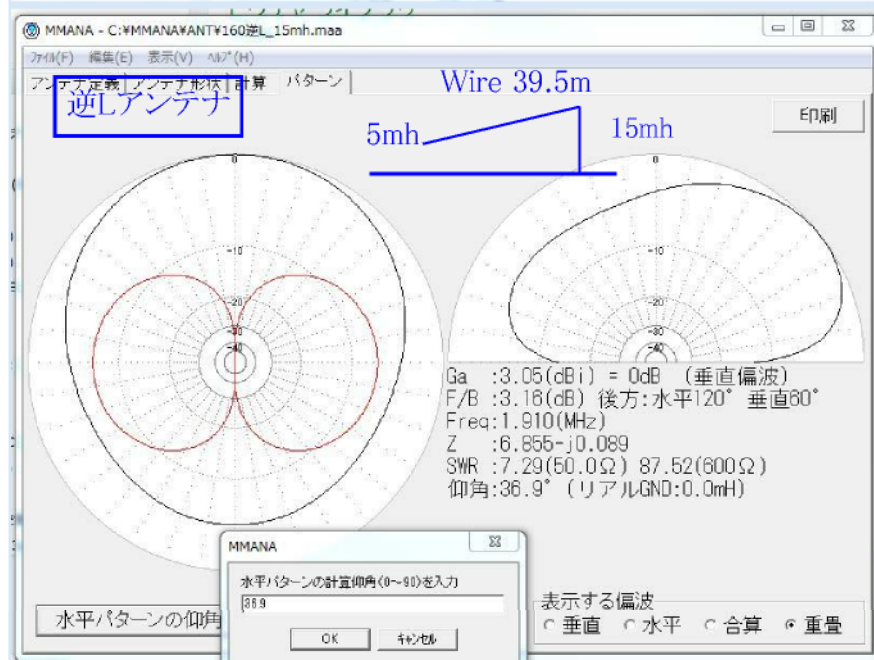 MMANA - C:¥MMANA¥ANT¥160逆L_15mh.maa
ファイル(F) 編集(E) 表示(V) ヘルプ(H)
アンテナ定義 アンテナ形状 計算 パターン
逆Lアンテナ
Wire 39.5m
5mh
15mh
印刷
0
-10
-20
-30
-40
0
-10
-20
-30
-40
Ga :3.05(dBi) = 0dB (垂直偏波)
F/B :3.16(dB) 後方:水平120° 垂直60°
Freq:1.910(MHz)
Z :6.855-j0.089
SWR :7.29(50.0Ω) 87.52(600Ω)
仰角:36.9° (リアルGND:0.0mH)
MMANA
水平パターンの計算仰角(0~90)を入力
36.9
OK キャンセル
水平パターンの仰角
表示する偏波
垂直 水平 合算 重畳